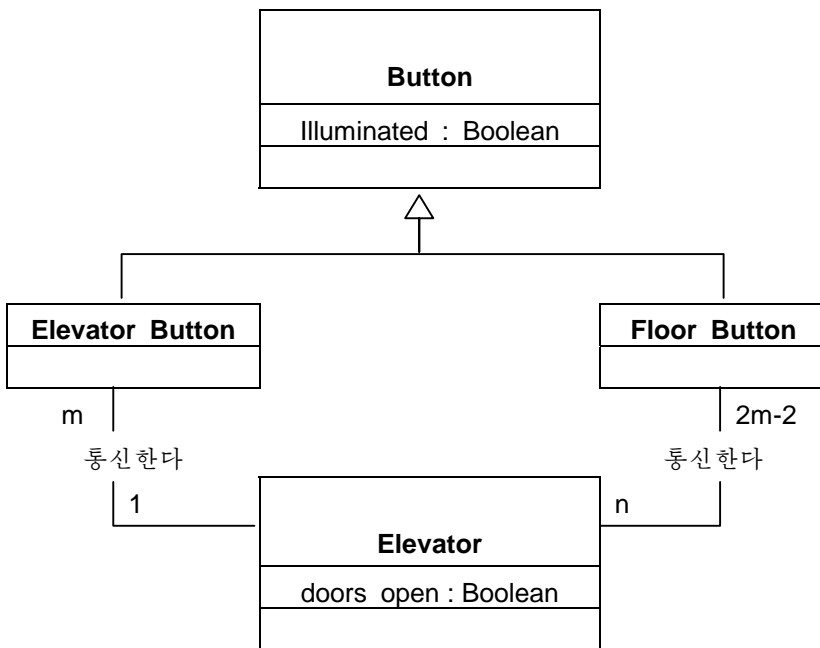 Button
Illuminated : Boolean
Elevator Button
Floor Button
m
2m-2
통신한다
통신한다
1
n
Elevator
doors open : Boolean